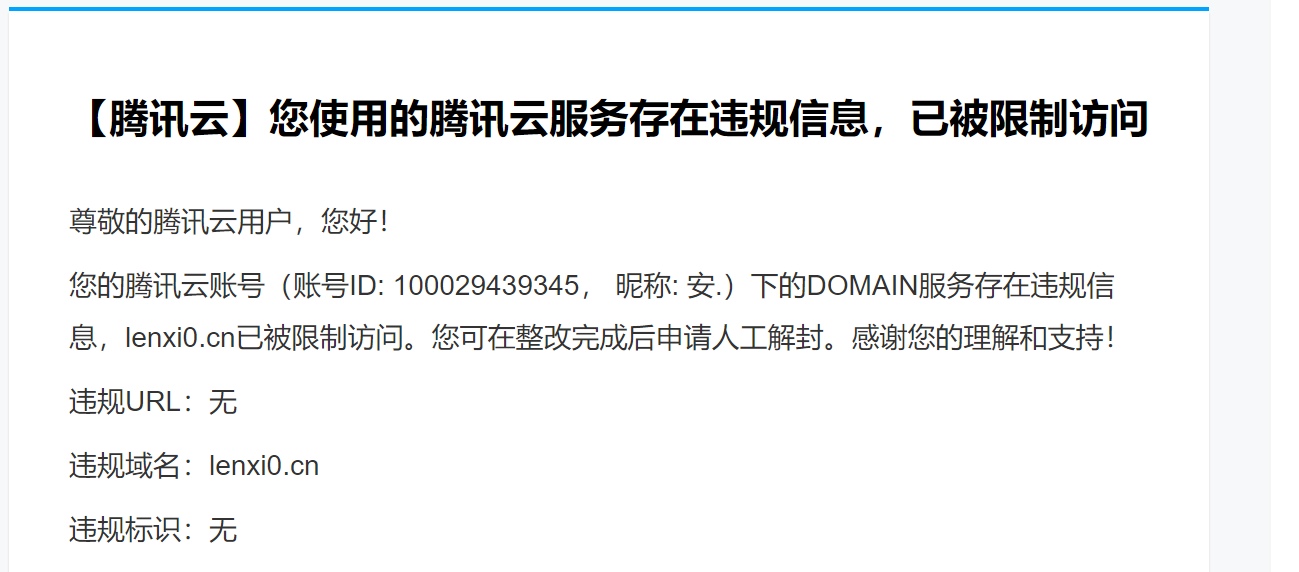 【腾讯云】您使用的腾讯云服务存在违规信息，已被限制访问
尊敬的腾讯云用户，您好！
您的腾讯云账号（账号ID: 100029439345， 昵称: 安.）下的DOMAIN服务存在违规信
息，lenxi0.cn已被限制访问。您可在整改完成后申请人工解封。感谢您的理解和支持！
违规URL：无
违规域名：lenxi0.cn
违规标识：无